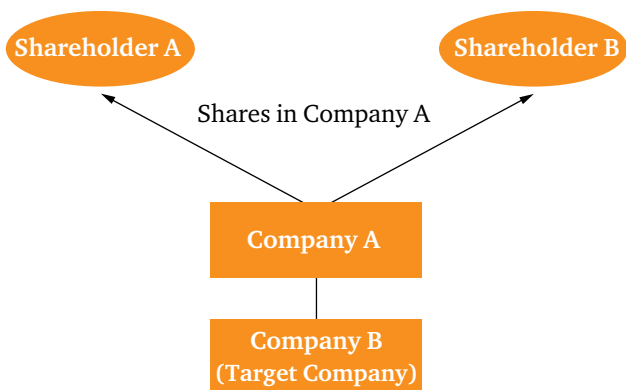 Shareholder A
Shareholder B
Shares in Company A
Company A
Company B
(Target Company)